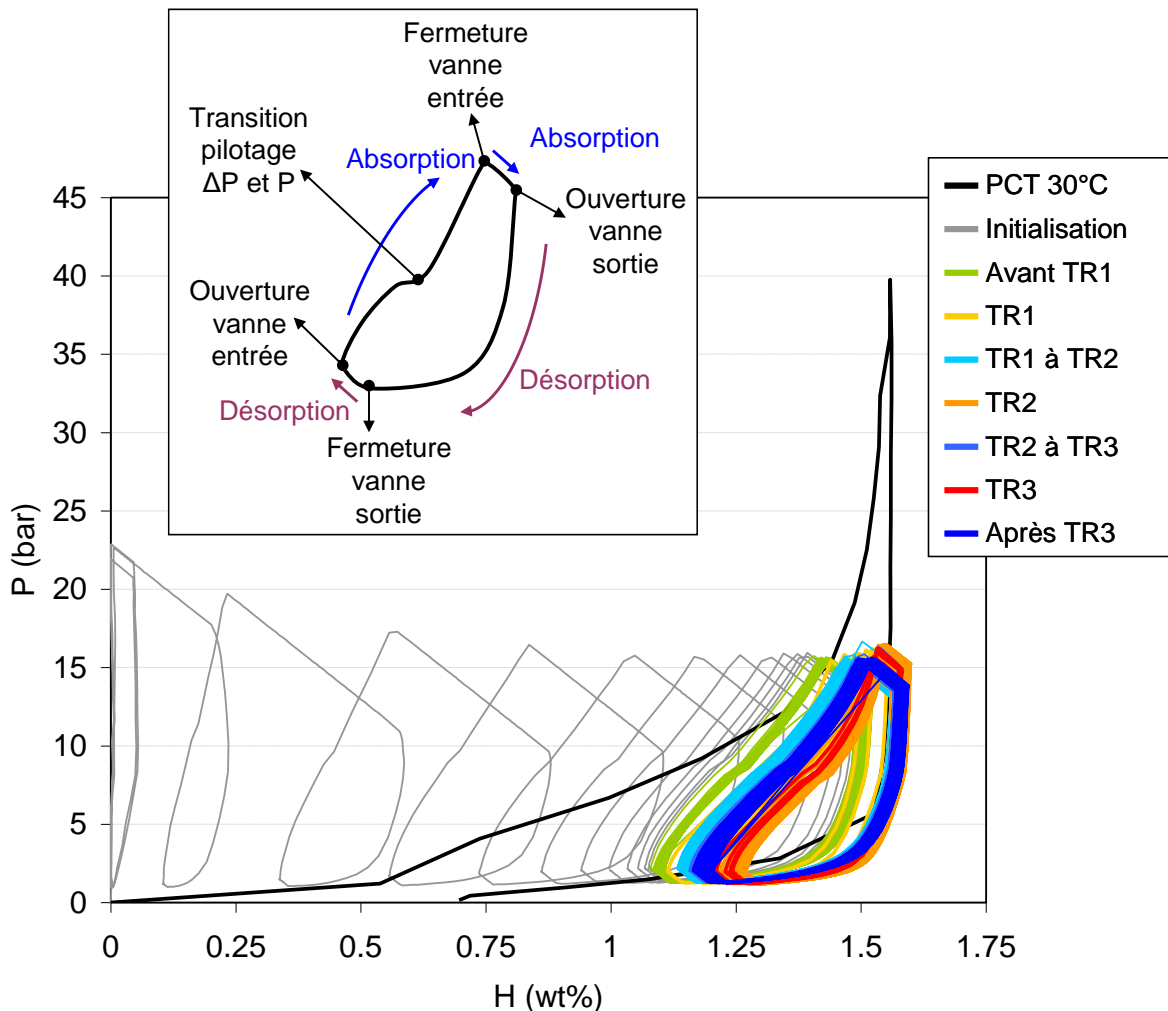 Fermeture
vanne
entrée
Transition
pilotage
ΔP et P
Absorption
Absorption
Ouverture
vanne
sortie
Ouverture
vanne
entrée
Désorption
Désorption
Fermeture
vanne
sortie
PCT 30°C
Initialisation
Avant TR1
TR1
TR1 à TR2
TR2
TR2 à TR3
TR3
Après TR3
P (bar)
45
40
35
30
25
20
15
10
5
0
0 0.25 0.5 0.75 1 1.25 1.5 1.75
H (wt%)